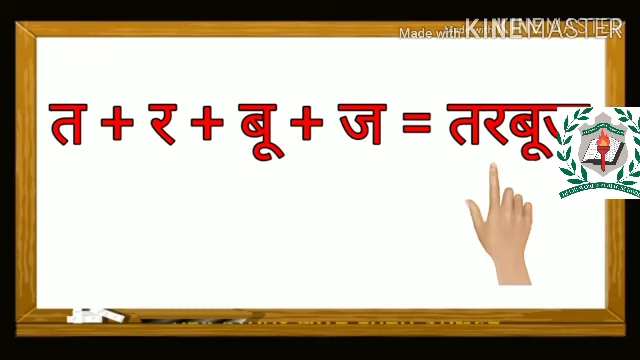 Made with KINEMASTER
त + र + बू + ज = तरबूज